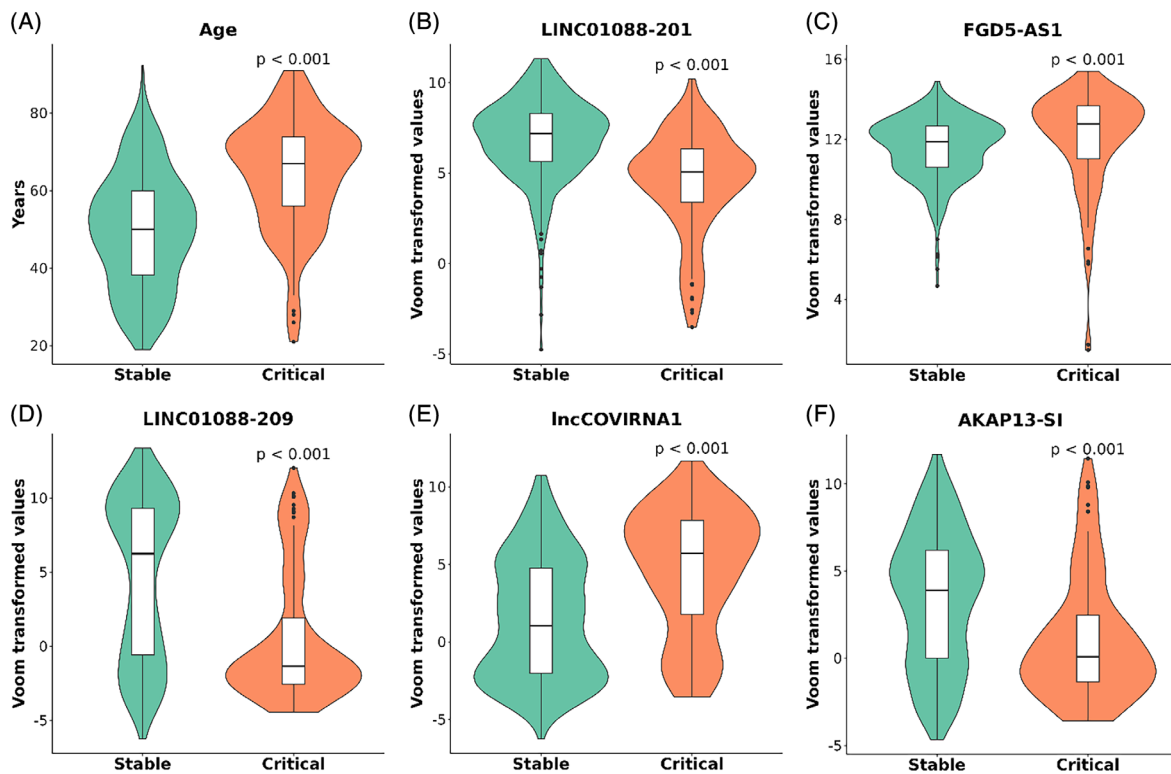 (A)
Age
p < 0.001
Years
80
60
40
20
Stable
Critical
(B)
LINC01088-201
p < 0.001
Voom transformed values
10
5
0
-5
Stable
Critical
(C)
FGD5-AS1
p < 0.001
Voom transformed values
16
12
8
4
Stable
Critical
(D)
LINC01088-209
p < 0.001
Voom transformed values
10
5
0
-5
Stable
Critical
(E)
lncCOVIRNA1
p < 0.001
Voom transformed values
10
5
0
-5
Stable
Critical
(F)
AKAP13-SI
p < 0.001
Voom transformed values
10
5
0
-5
Stable
Critical